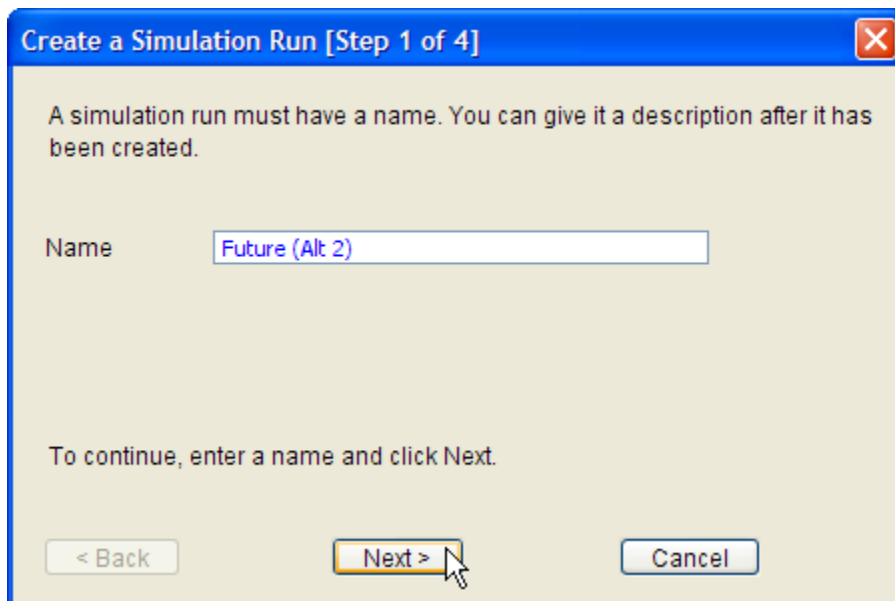 Create a Simulation Run [Step 1 of 4]
A simulation run must have a name. You can give it a description after it has
been created.
Name
Future (Alt 2)
To continue, enter a name and click Next.
< Back
Next >
Cancel